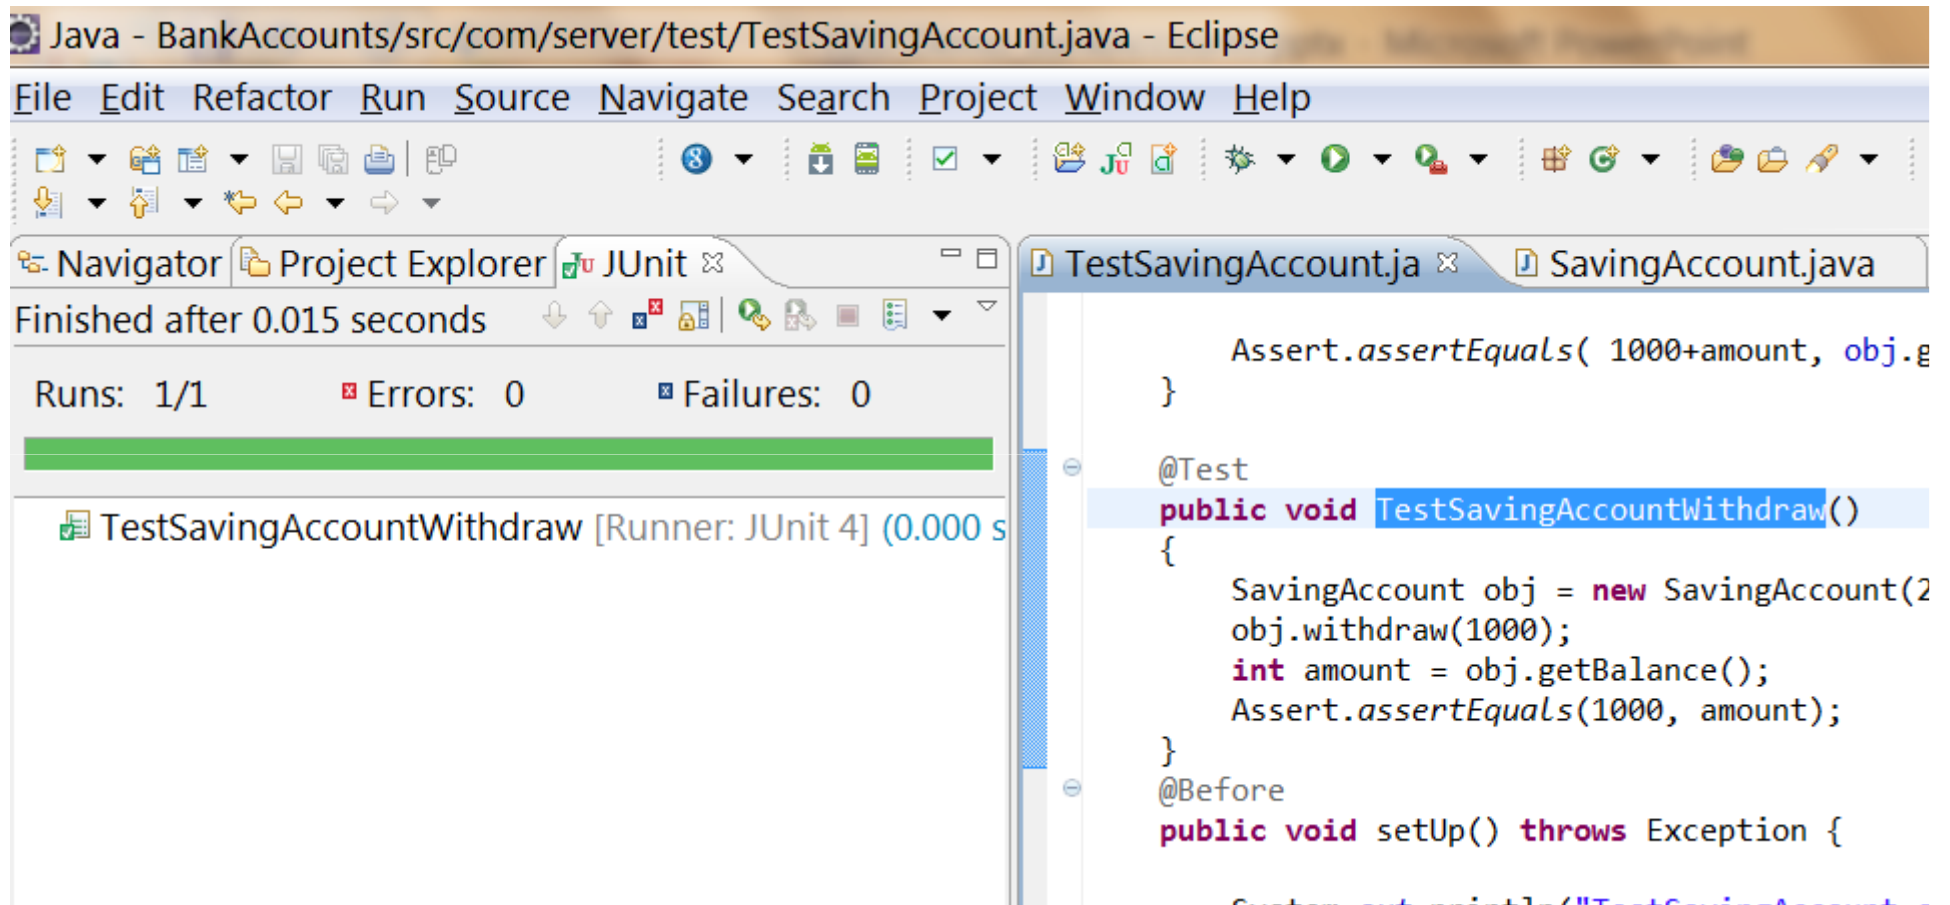 Java - BankAccounts/src/com/server/test/TestSavingAccount.java - Eclipse
File Edit Refactor Run Source Navigate Search Project Window Help
Navigator Project Explorer JUnit
Finished after 0.015 seconds
Runs: 1/1 Errors: 0 Failures: 0
TestSavingAccountWithdraw [Runner: JUnit 4] (0.000 s
TestSavingAccount.ja SavingAccount.java
Assert.assertEquals( 1000+amount, obj.g
}
@Test
public void TestSavingAccountWithdraw()
{
SavingAccount obj = new SavingAccount(2
obj.withdraw(1000);
int amount = obj.getBalance();
Assert.assertEquals(1000, amount);
}
@Before
public void setUp() throws Exception {